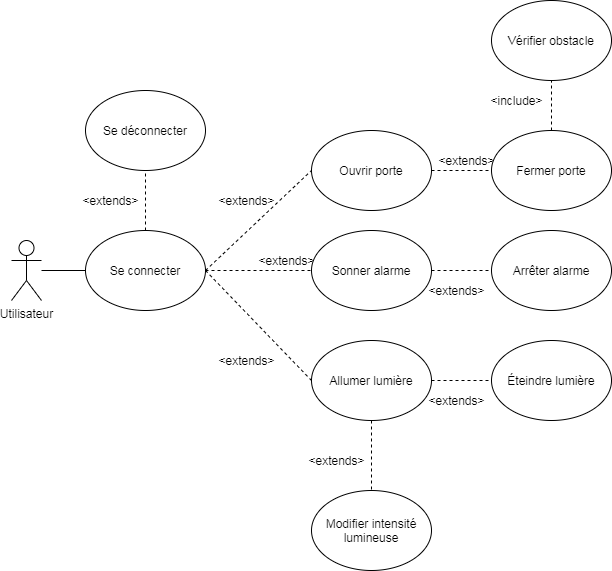 Vérifier obstacle
<include>
Se déconnecter
Ouvrir porte
<extends>
Fermer porte
<extends>
<extends>
Utilisateur
Se connecter
<extends>
Sonner alarme
<extends>
Arrêter alarme
<extends>
Allumer lumière
<extends>
Éteindre lumière
<extends>
Modifier intensité
lumineuse